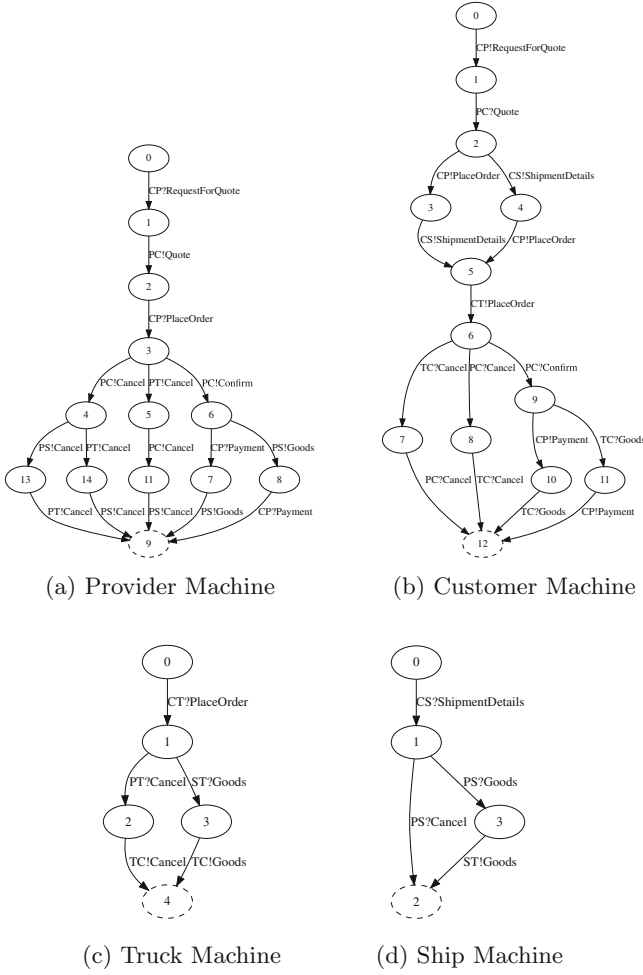 0
CP?RequestForQuote
1
PC!Quote
2
CP?PlaceOrder
3
PC!Cancel PT!Cancel PC!Confirm
4 5 6
PS!Cancel PT!Cancel PC!Cancel CP?Payment PS!Goods
13 14 11 7 8
PT!Cancel PS!Cancel PS!Cancel PS!Goods CP?Payment
9
(a) Provider Machine
0
CP!RequestForQuote
1
PC?Quote
2
CP!PlaceOrder CS!ShipmentDetails
3 4
CS!ShipmentDetails CP!PlaceOrder
5
CT!PlaceOrder
6
TC?Cancel PC?Cancel PC?Confirm
9
7 8 CP!Payment TC?Goods
10 11
PC?Cancel TC?Cancel TC?Goods CP!Payment
12
(b) Customer Machine
0
CT?PlaceOrder
1
PT?Cancel ST?Goods
2 3
TC!Cancel TC!Goods
4
(c) Truck Machine
0
CS?ShipmentDetails
1
PS?Goods
PS?Cancel 3
ST!Goods
2
(d) Ship Machine